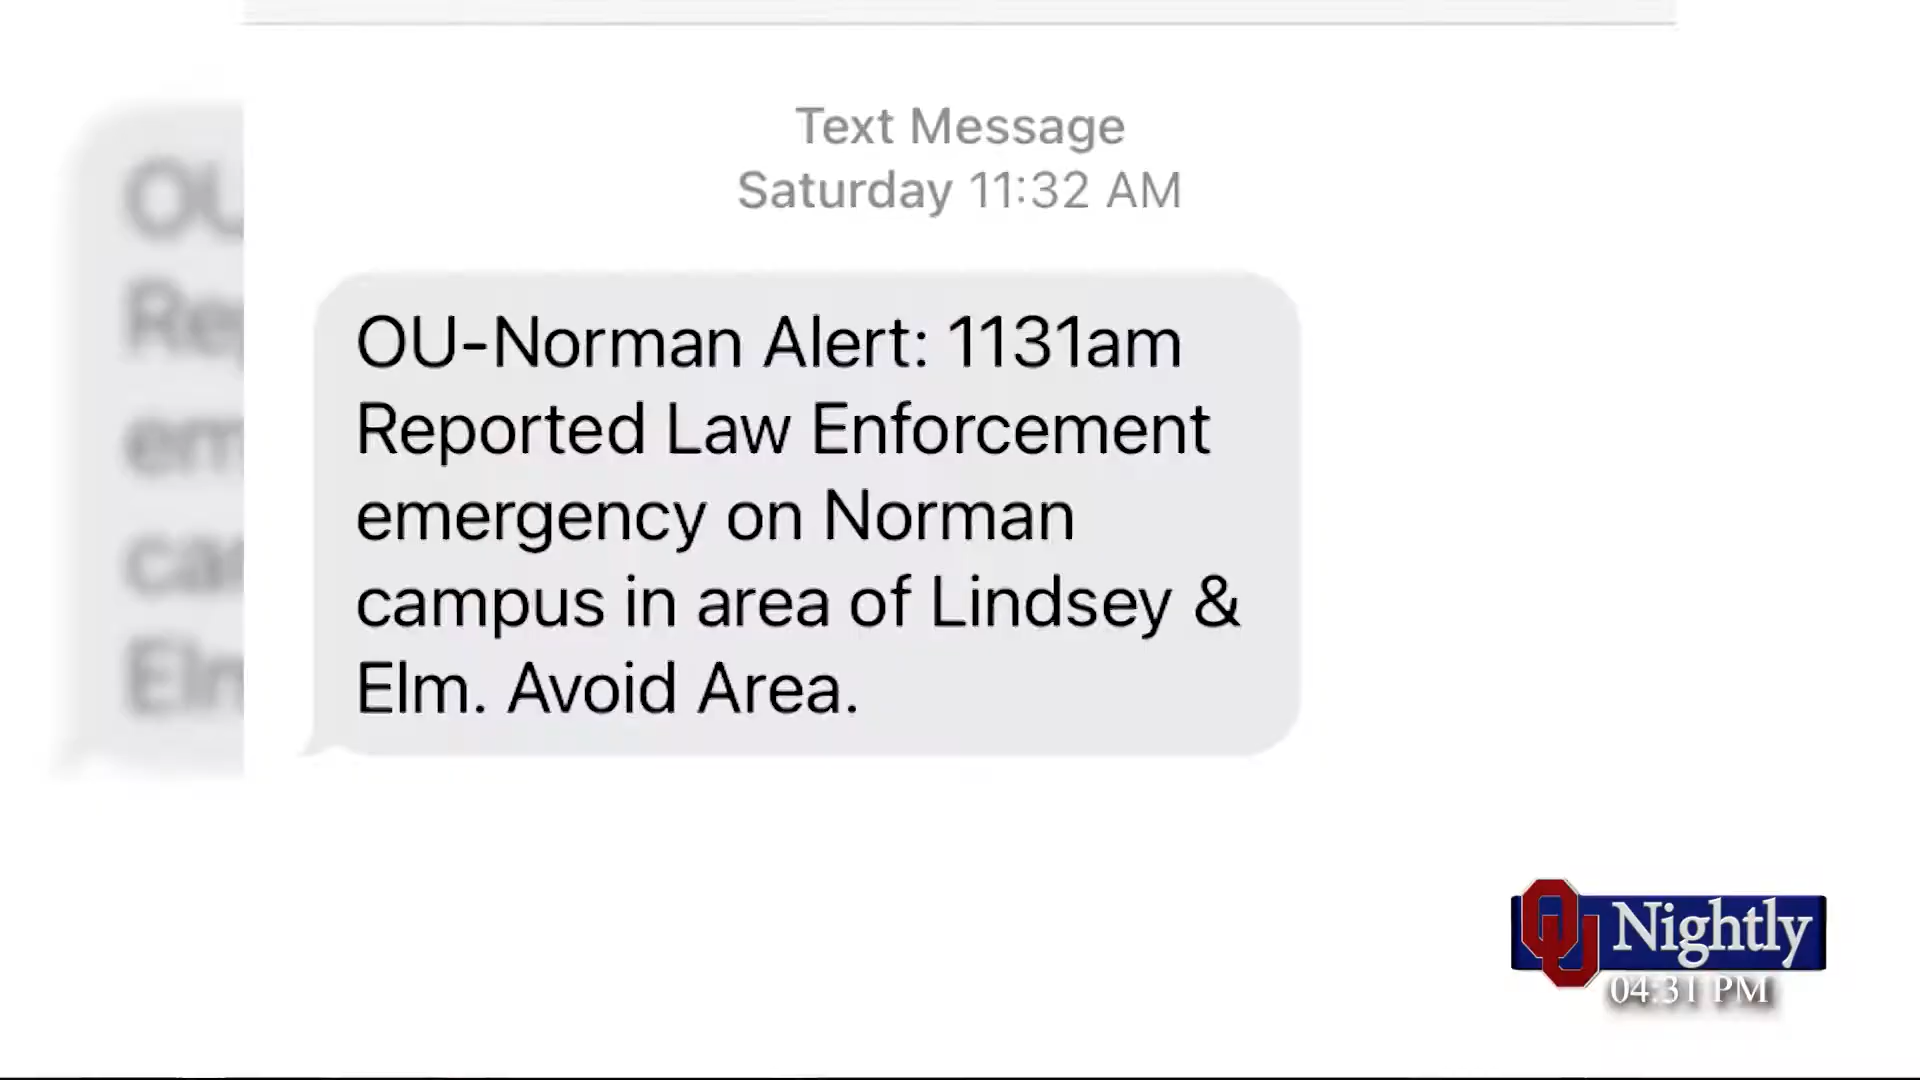 Text Message
Saturday 11:32 AM
OU-Norman Alert: 1131am
Reported Law Enforcement
emergency on Norman
campus in area of Lindsey &
Elm. Avoid Area.
OU Nightly
04:31 PM